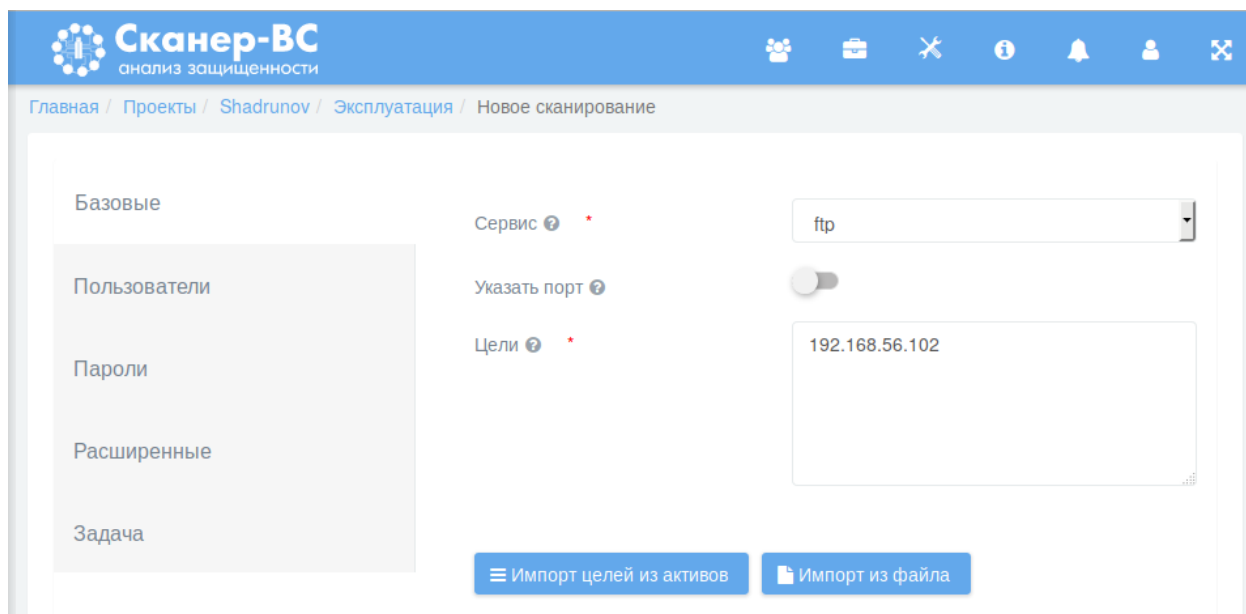 Сканер-ВС
анализ защищенности
Главная / Проекты / Shadrunov / Эксплуатация / Новое сканирование
Базовые
Пользователи
Пароли
Расширенные
Задача
Сервис *
ftp
Указать порт
Цели *
192.168.56.102
Импорт целей из активов
Импорт из файла